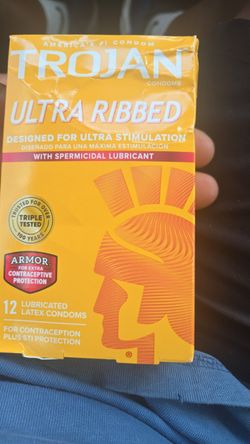 AMERICA'S #1 CONDOM
TROJAN
CONDOMS
ULTRA RIBBED
DESIGNED FOR ULTRA STIMULATION
DISEÑADO PARA UNA MÁXIMA ESTIMULACIÓN
WITH SPERMICIDAL LUBRICANT
TRUSTED FOR OVER
TRIPLE
TESTED
100 YEARS
ARMOR
FOR EXTRA
CONTRACEPTIVE
PROTECTION
12 LUBRICATED
LATEX CONDOMS
FOR CONTRACEPTION
PLUS STI PROTECTION
®